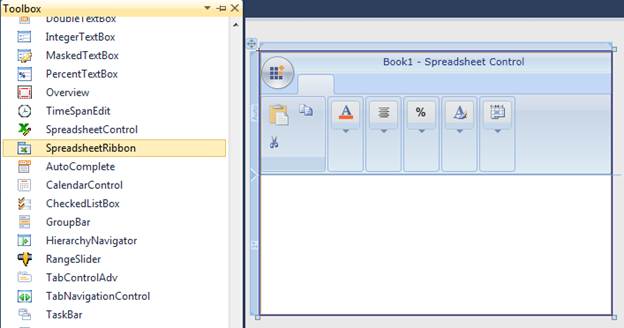 Toolbox
DoubleTextBox
IntegerTextBox
MaskedTextBox
PercentTextBox
Overview
TimeSpanEdit
SpreadsheetControl
SpreadsheetRibbon
AutoComplete
CalendarControl
CheckedListBox
GroupBar
HierarchyNavigator
RangeSlider
TabControlAdv
TabNavigationControl
TaskBar
Book1 - Spreadsheet Control
A
%
Auto